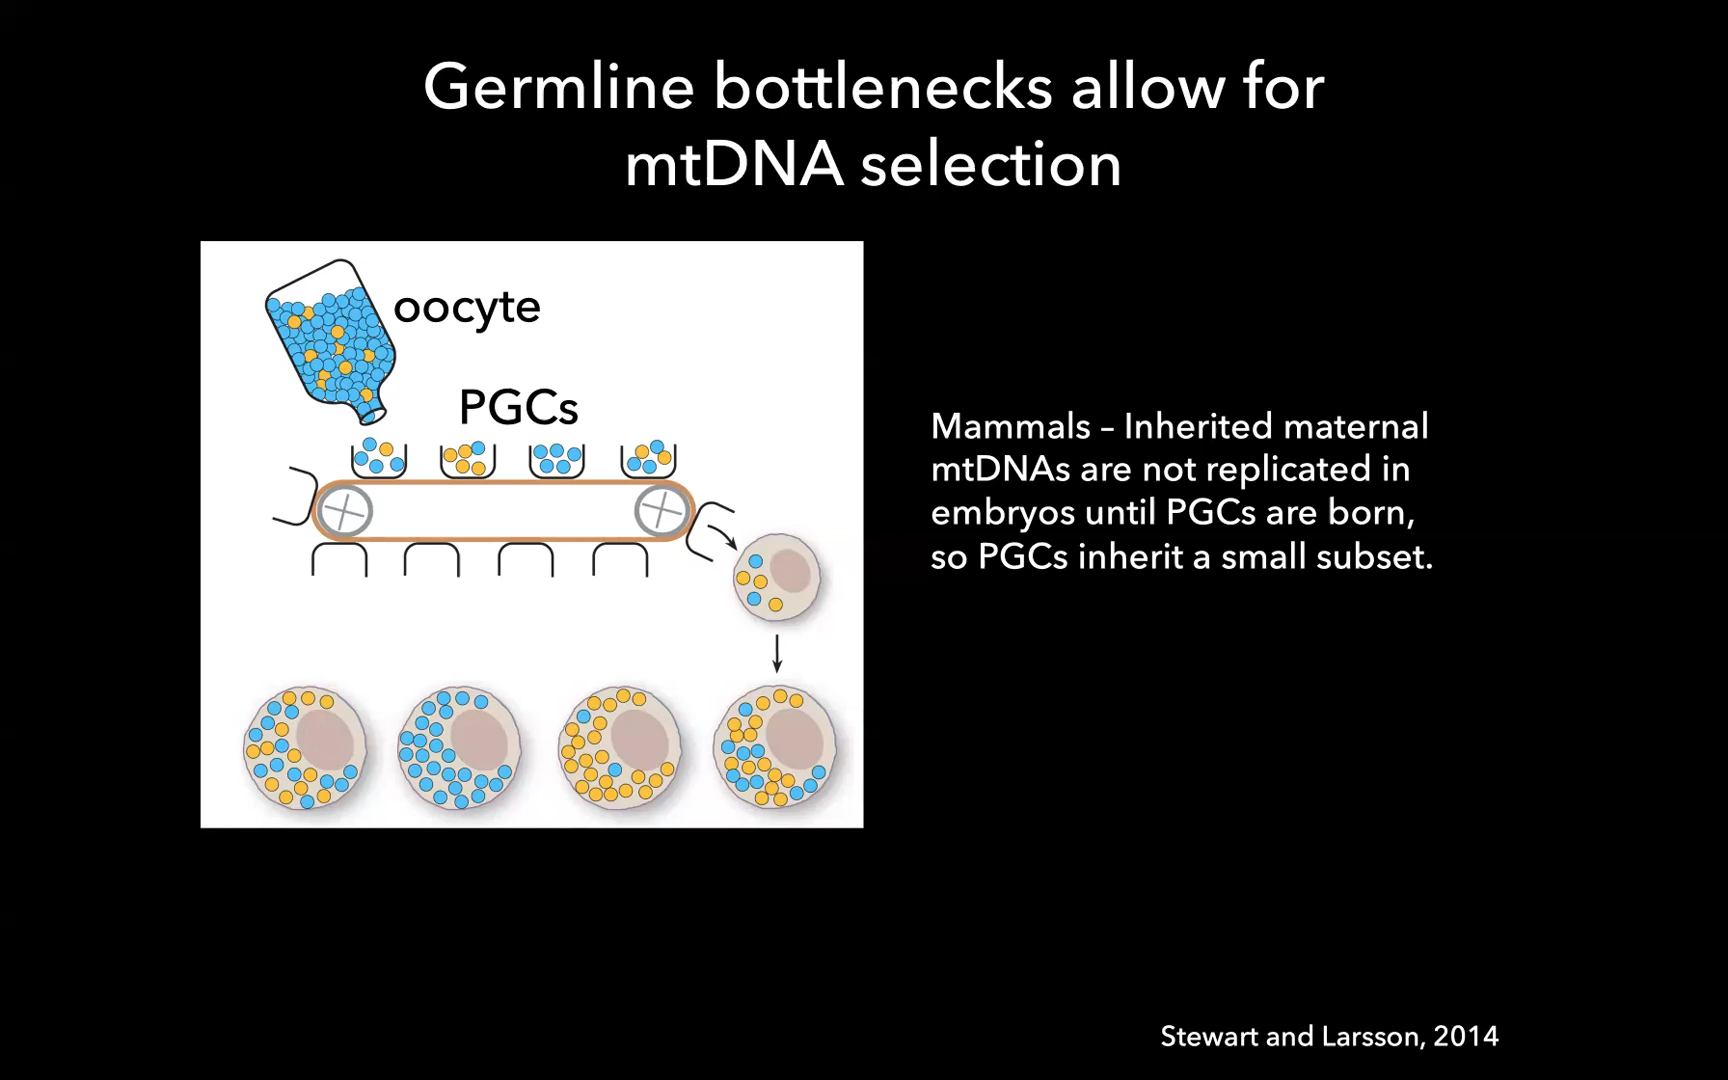 Germline bottlenecks allow for
mtDNA selection
oocyte
PGCs
Mammals – Inherited maternal
mtDNAs are not replicated in
embryos until PGCs are born,
so PGCs inherit a small subset.
Stewart and Larsson, 2014